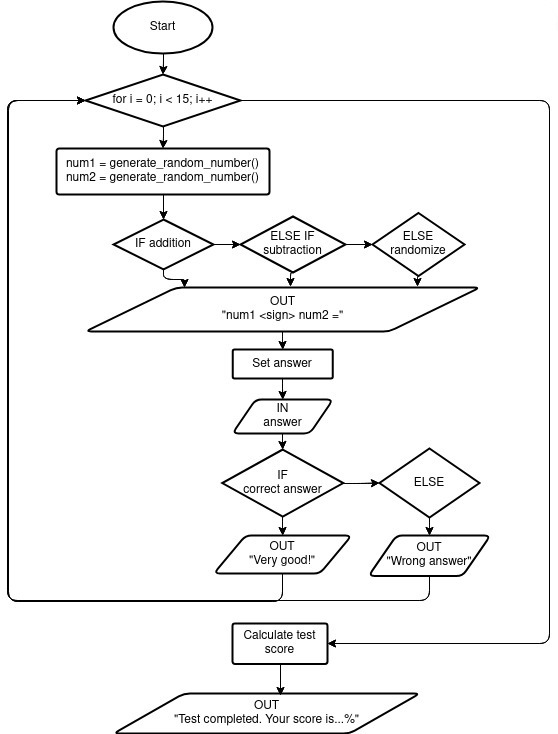 Start
for i = 0; i < 15; i++
num1 = generate_random_number()
num2 = generate_random_number()
IF addition
ELSE IF
subtraction
ELSE
randomize
OUT
"num1 <sign> num2 ="
Set answer
IN
answer
IF
correct answer
ELSE
OUT
"Very good!"
OUT
"Wrong answer"
Calculate test
score
OUT
"Test completed. Your score is...%"